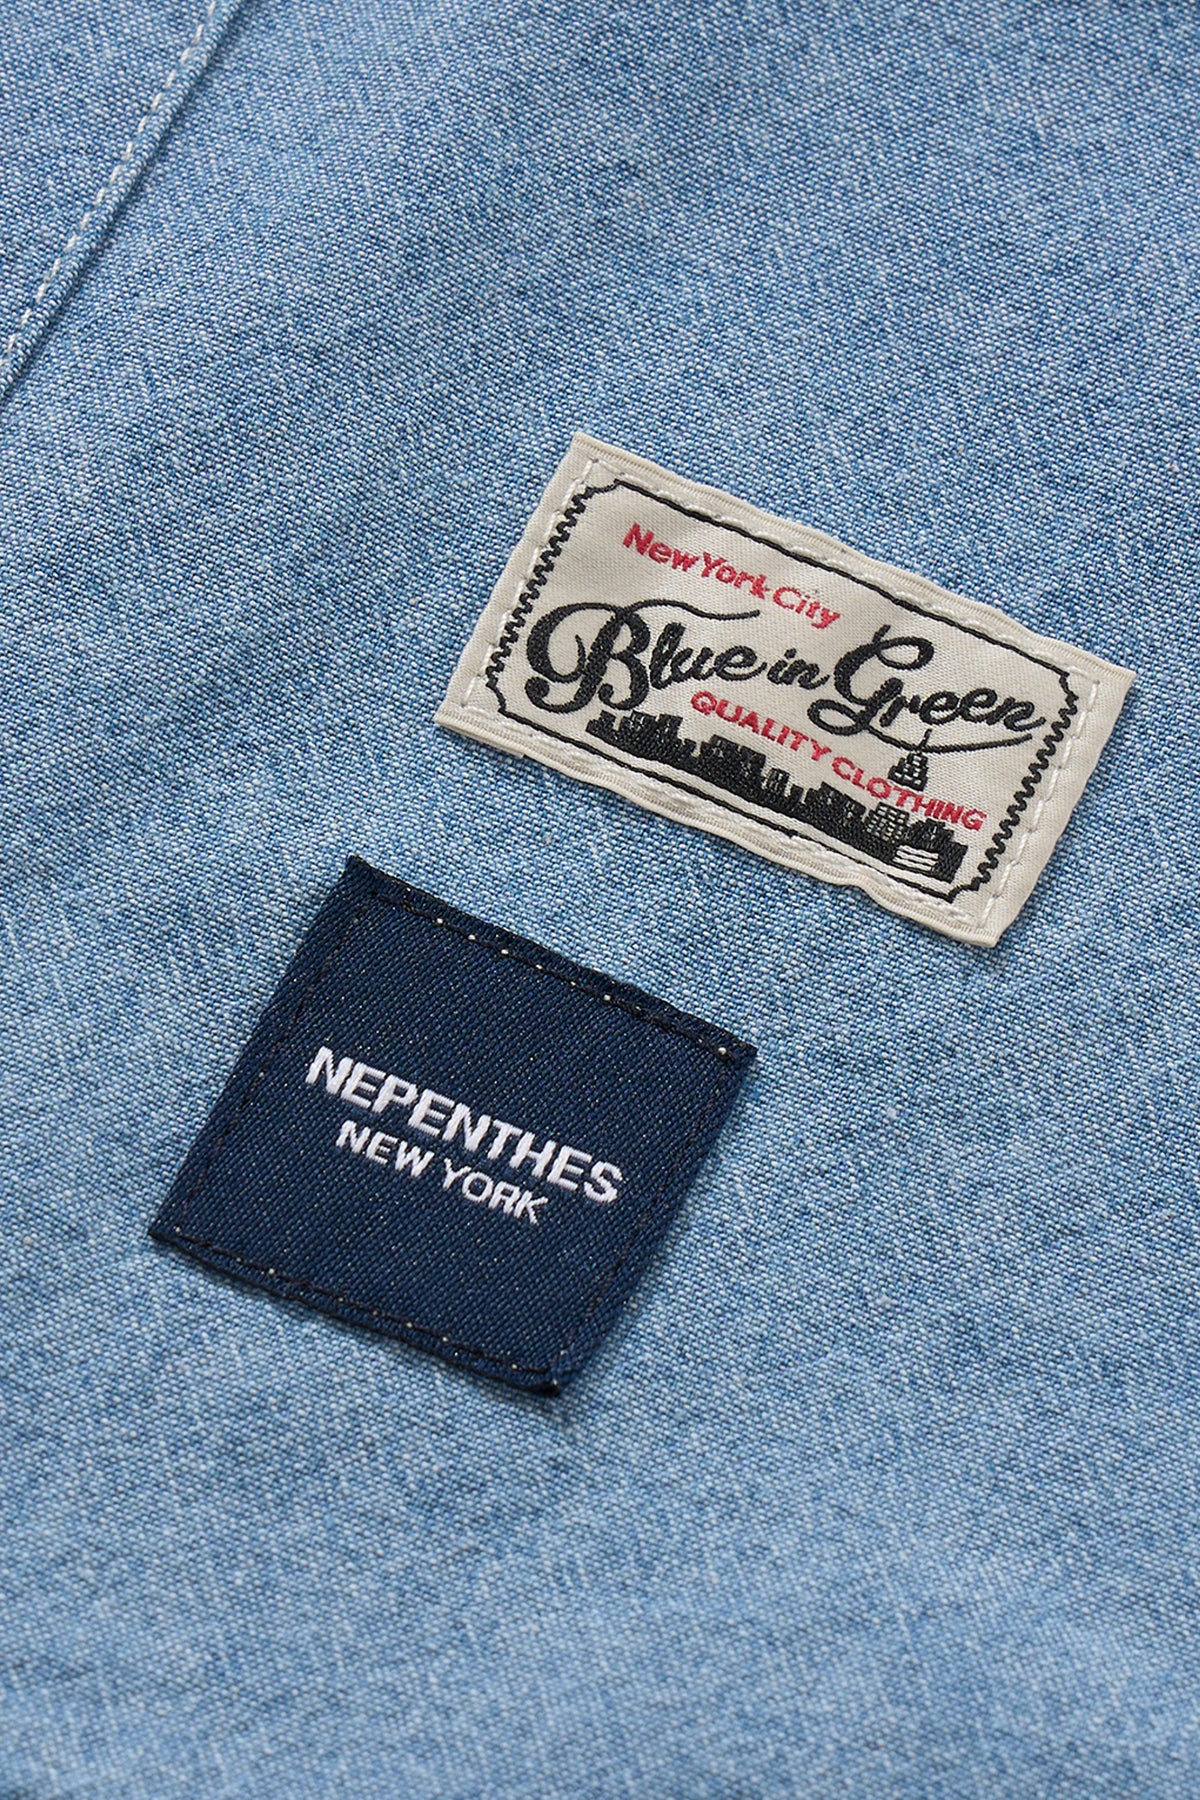 New York City
Blue in Green
QUALITY CLOTHING
NEPENTHES
NEW YORK